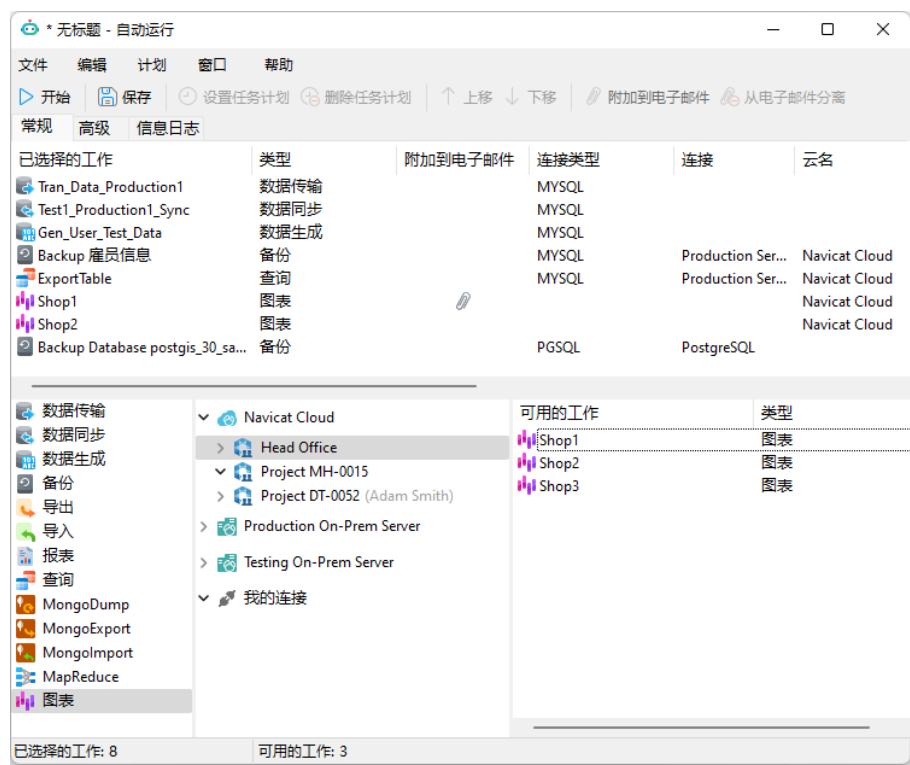 * 无标题 - 自动运行
文件 编辑 计划 窗口 帮助
开始 保存 设置任务计划 删除任务计划 上移 下移 附加到电子邮件 从电子邮件分离
常规 高级 信息日志
已选择的工作 类型 附加到电子邮件 连接类型 连接 云名
Tran_Data_Production1 数据传输 MYSQL
Test1_Production1_Sync 数据同步 MYSQL
Gen_User_Test_Data 数据生成 MYSQL
Backup 雇员信息 备份 MYSQL Production Ser... Navicat Cloud
ExportTable 查询 MYSQL Production Ser... Navicat Cloud
Shop1 图表 Navicat Cloud
Shop2 图表 Navicat Cloud
Backup Database postgis_30_sa... 备份 PGSQL PostgreSQL
数据传输
数据同步
数据生成
备份
导出
导入
报表
查询
MongoDump
MongoExport
MongoImport
MapReduce
图表
Navicat Cloud
Head Office
Project MH-0015
Project DT-0052 (Adam Smith)
Production On-Prem Server
Testing On-Prem Server
我的连接
可用的工作 类型
Shop1 图表
Shop2 图表
Shop3 图表
已选择的工作: 8 可用的工作: 3